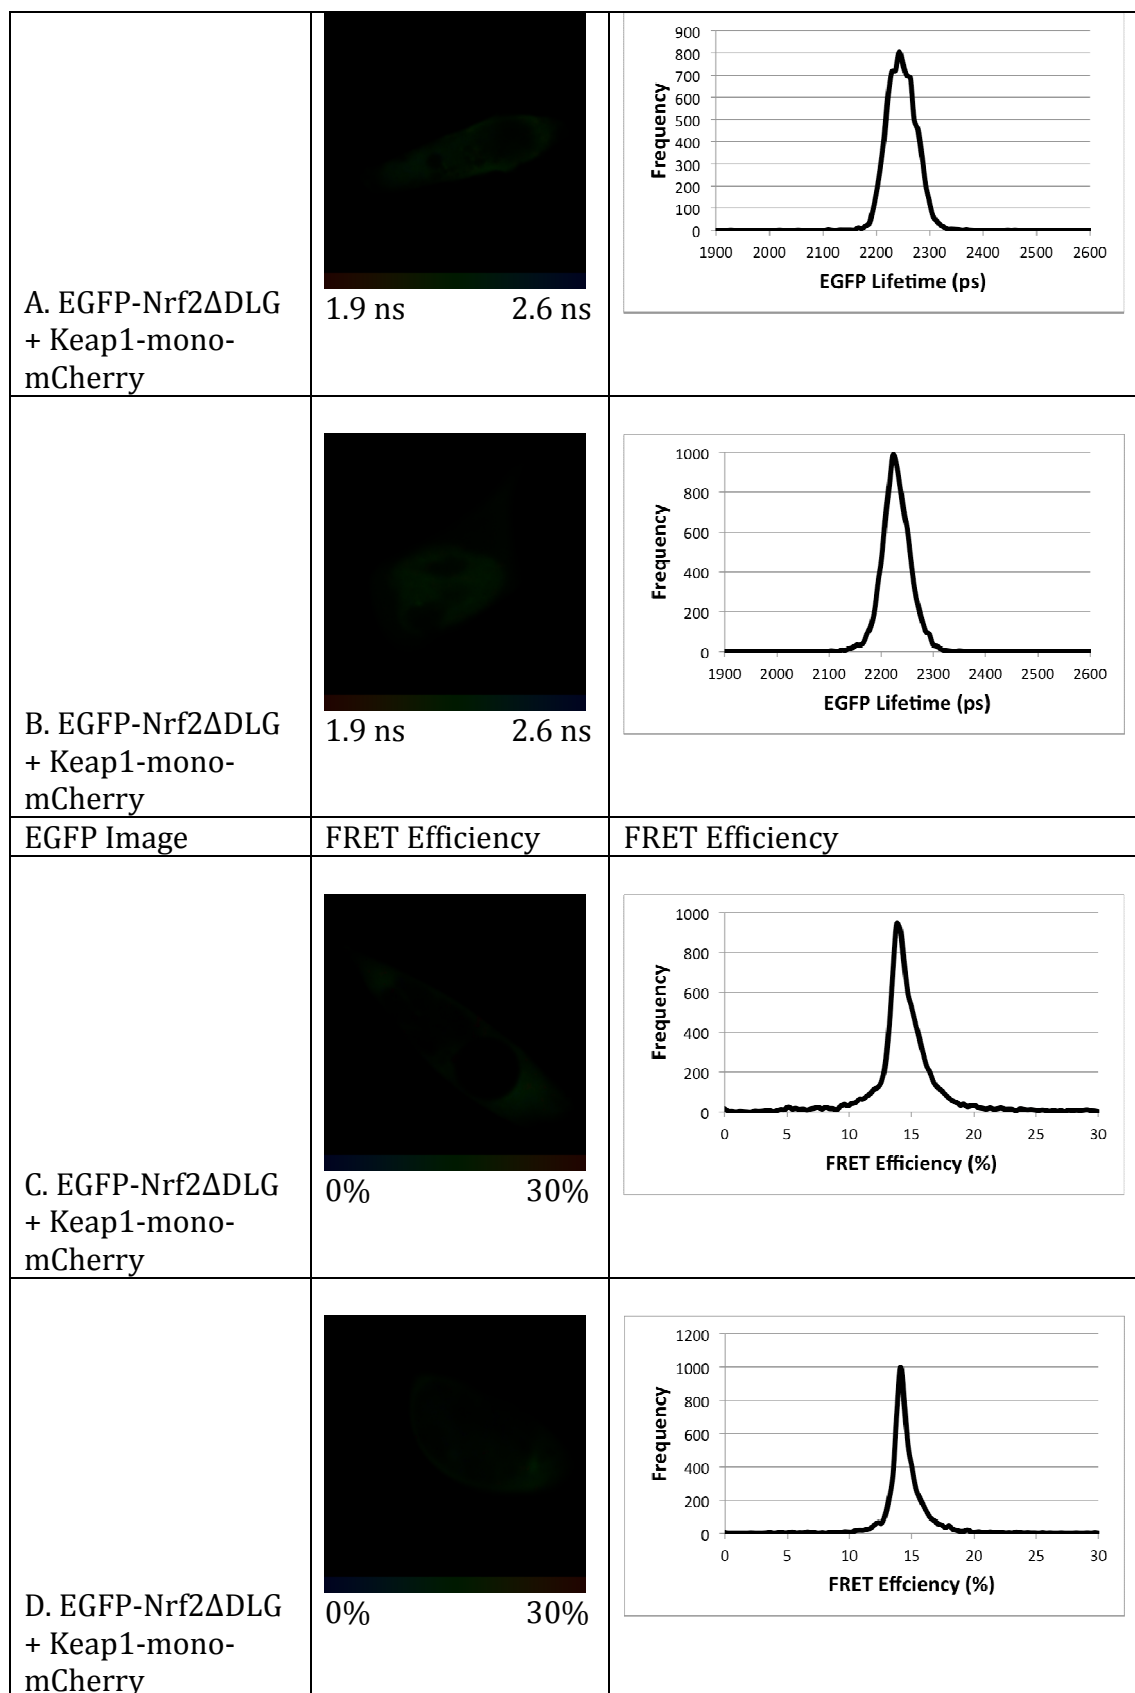 900
800
700
600
500
400
300
200
100
0
Frequency
1900 2000 2100 2200 2300 2400 2500 2600
EGFP Lifetime (ps)
1.9 ns 2.6 ns
A. EGFP-Nrf2ΔDLG
+ Keap1-mono-
mCherry
1000
800
600
400
200
0
Frequency
1900 2000 2100 2200 2300 2400 2500 2600
EGFP Lifetime (ps)
1.9 ns 2.6 ns
B. EGFP-Nrf2ΔDLG
+ Keap1-mono-
mCherry
EGFP Image FRET Efficiency FRET Efficiency
1000
800
600
400
200
0
Frequency
0 5 10 15 20 25 30
FRET Efficiency (%)
0% 30%
C. EGFP-Nrf2ΔDLG
+ Keap1-mono-
mCherry
1200
1000
800
600
400
200
0
Frequency
0 5 10 15 20 25 30
FRET Effciency (%)
0% 30%
D. EGFP-Nrf2ΔDLG
+ Keap1-mono-
mCherry